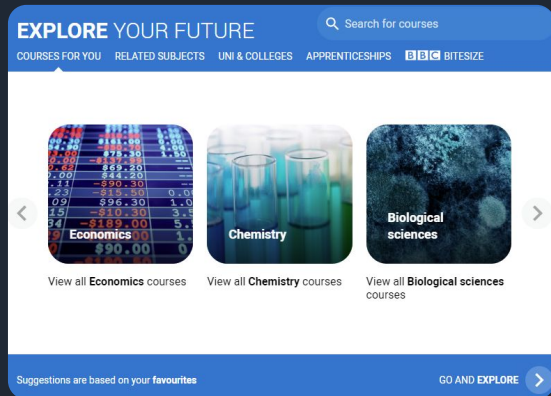 EXPLORE YOUR FUTURE
Search for courses
COURSES FOR YOU RELATED SUBJECTS UNI & COLLEGES APPRENTICESHIPS BBC BITESIZE
Economics
Chemistry
Biological
sciences
View all Economics courses
View all Chemistry courses
View all Biological sciences
courses
Suggestions are based on your favourites
GO AND EXPLORE